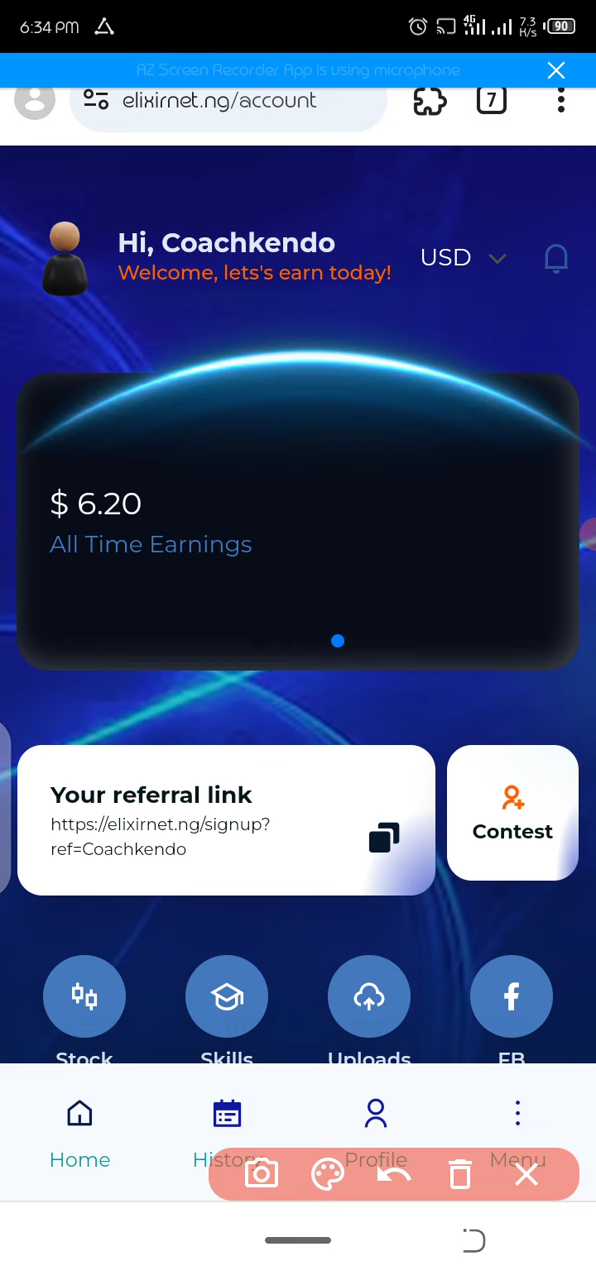 6:34 PM
4G
7.3
H/s
90
AZ Screen Recorder App is using microphone
elixirnet.ng/account
7
Hi, Coachkendo
Welcome, lets's earn today!
USD
$ 6.20
All Time Earnings
Your referral link
https://elixirnet.ng/signup?
ref=Coachkendo
Contest
Stock
Skills
Uploads
FB
Home
History
Profile
Menu